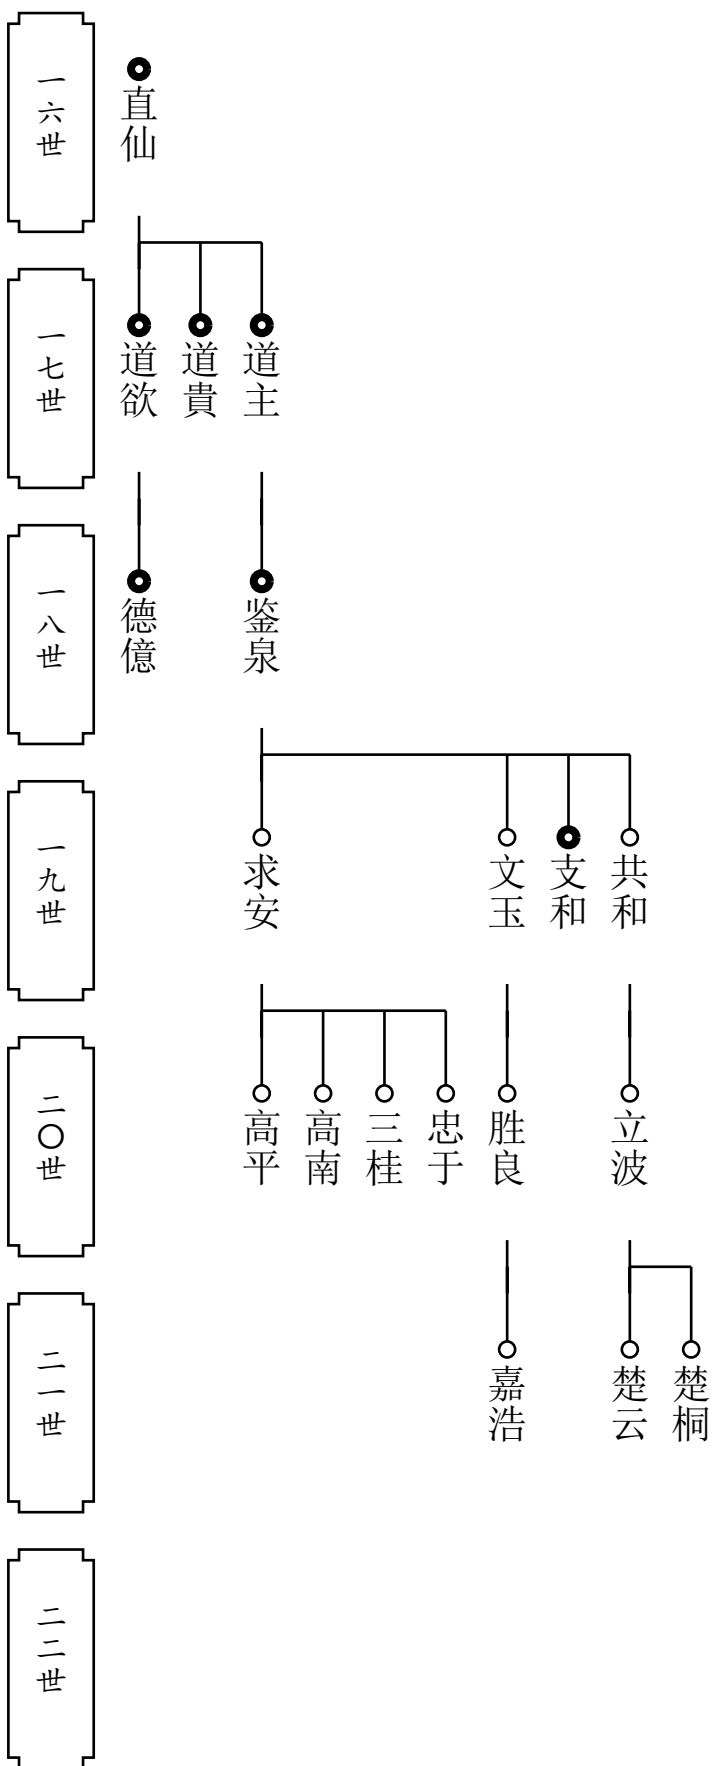 一六世
直仙
一七世
道欲
道貴
道主
一八世
德億
鉴泉
一九世
求安
文玉
支和
共和
二〇世
高平
高南
三桂
忠于
胜良
立波
二一世
嘉浩
楚云
楚桐
二二世